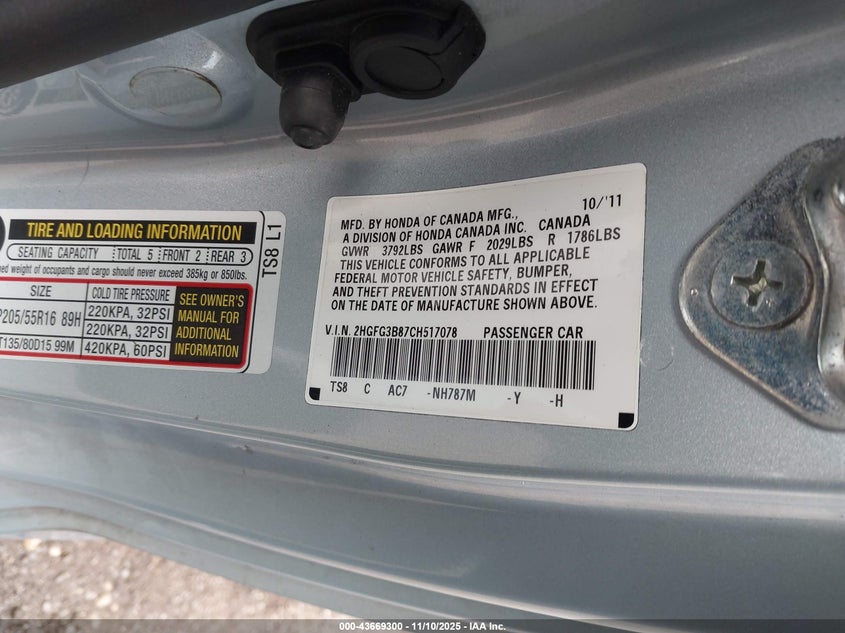 TIRE AND LOADING INFORMATION
SEATING CAPACITY TOTAL 5 FRONT 2 REAR 3
weight of occupants and cargo should never exceed 385kg or 850lbs.
SIZE COLD TIRE PRESSURE
P205/55R16 89H 220KPA, 32PSI
220KPA, 32PSI
T135/80D15 99M 420KPA, 60PSI
SEE OWNER'S
MANUAL FOR
ADDITIONAL
INFORMATION
TS8 L1
10/'11
MFD. BY HONDA OF CANADA MFG.,
A DIVISION OF HONDA CANADA INC. CANADA
GVWR 3792LBS GAWR F 2029LBS R 1786LBS
THIS VEHICLE CONFORMS TO ALL APPLICABLE
FEDERAL MOTOR VEHICLE SAFETY, BUMPER,
AND THEFT PREVENTION STANDARDS IN EFFECT
ON THE DATE OF MANUFACTURE SHOWN ABOVE.
V.I.N. 2HGFG3B87CH517078 PASSENGER CAR
TS8 C AC7 -NH787M -Y -H
000-43669300 - 11/10/2025 - IAA Inc.